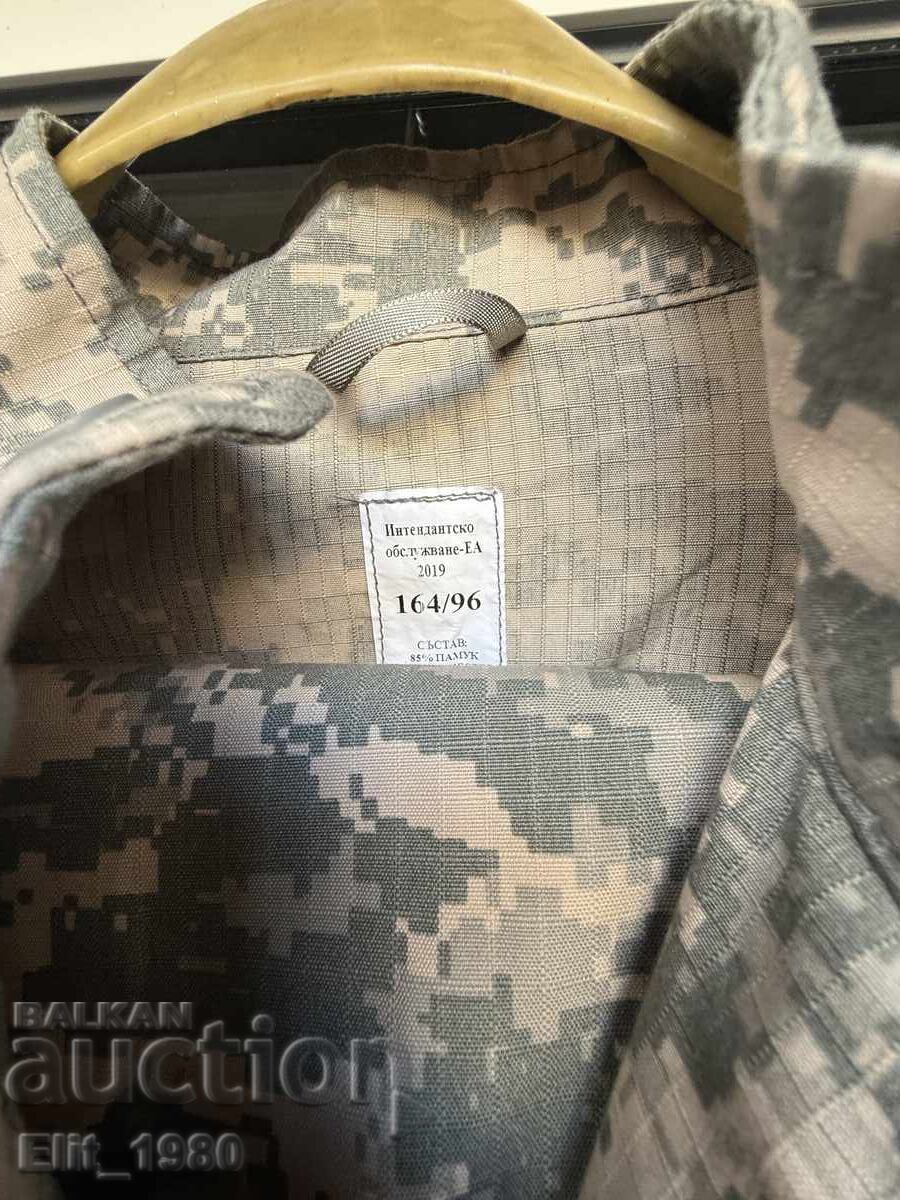 Интендантско
обслужване-ЕА
2019
164/96
СЪСТАВ:
85% ПАМУК
BALKAN
auction
Elit_1980